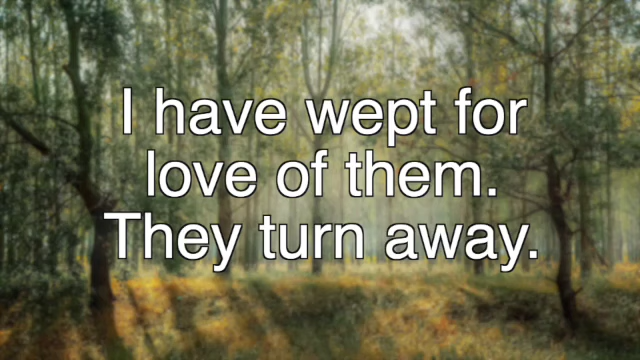 I have wept for
love of them.
They turn away.